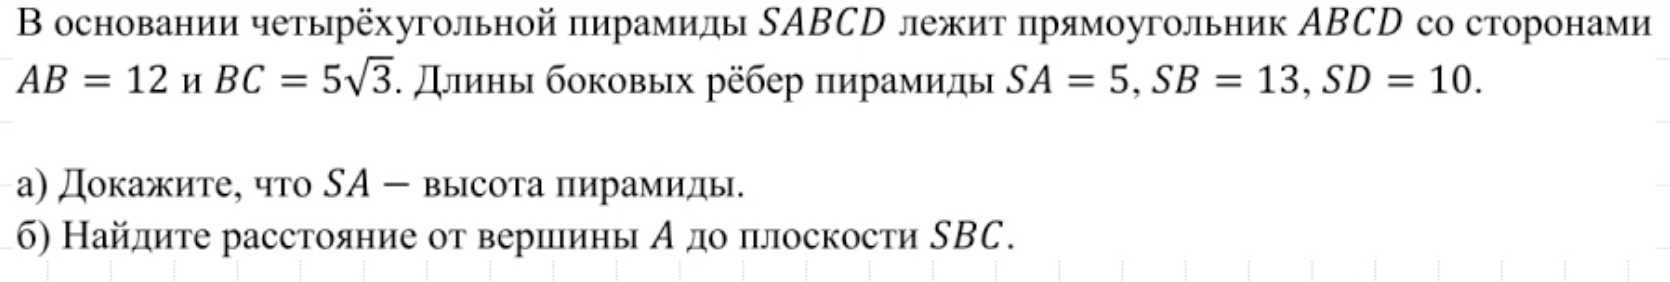 В основании четырёхугольной пирамиды SABCD лежит прямоугольник ABCD со сторонами
AB = 12 и BC = 5√3. Длины боковых рёбер пирамиды SA = 5, SB = 13, SD = 10.
а) Докажите, что SA — высота пирамиды.
б) Найдите расстояние от вершины A до плоскости SBC.